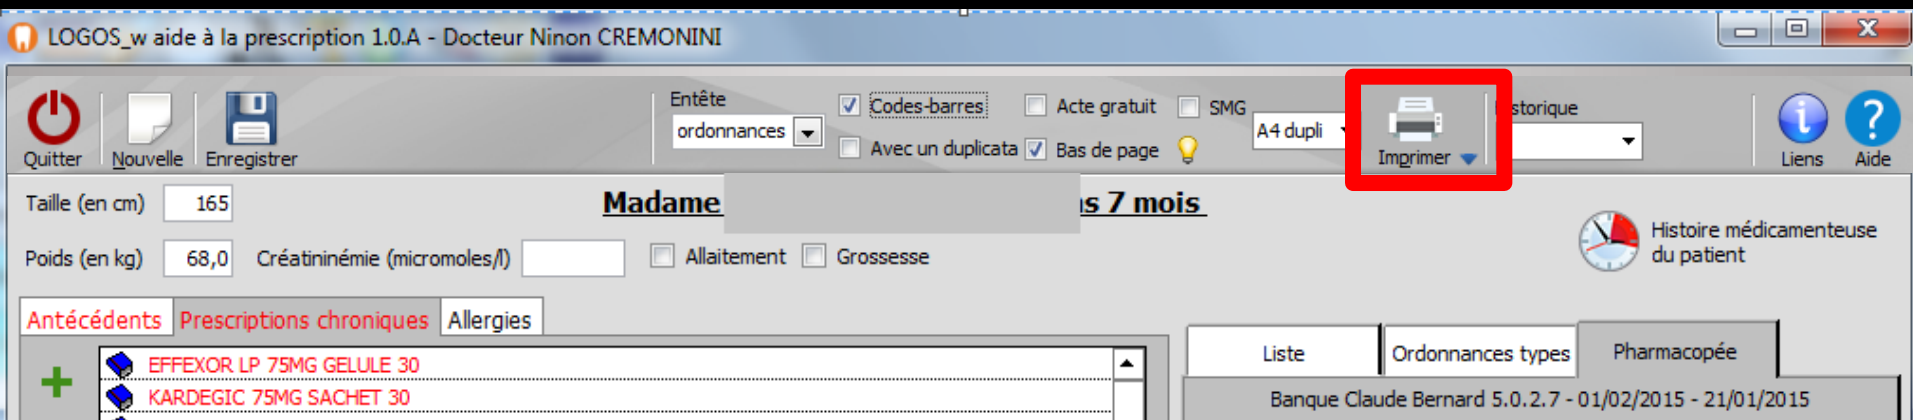 LOGOS_w aide à la prescription 1.0.A - Docteur Ninon CREMONINI
X
Entête
Codes-barres
Acte gratuit
SMG
storique
ordonnances
A4 dupli
Avec un duplicata
Bas de page
Quitter
Nouvelle
Enregistrer
Imprimer
Liens
Aide
Taille (en cm) 165
Madame s 7 mois
Poids (en kg) 68,0 Créatininémie (micromoles/l) Allaitement Grossesse
Histoire médicamenteuse
du patient
Antécédents Prescriptions chroniques Allergies
Liste Ordonnances types Pharmacopée
EFFEXOR LP 75MG GELULE 30
KARDEGIC 75MG SACHET 30
Banque Claude Bernard 5.0.2.7 - 01/02/2015 - 21/01/2015